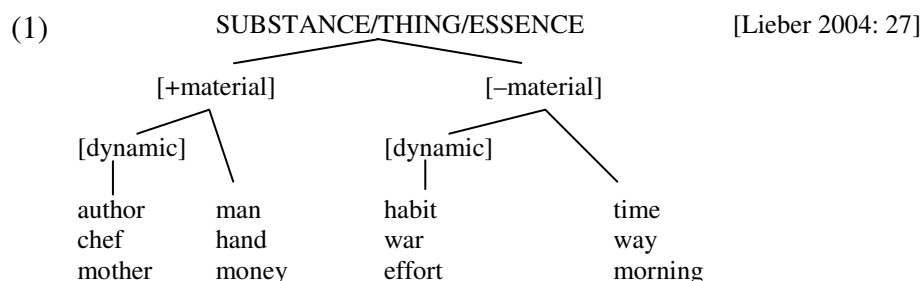 (1) SUBSTANCE/THING/ESSENCE [Lieber 2004: 27]
[+material] [–material]
[dynamic] [dynamic]
author man habit time
chef hand war way
mother money effort morning